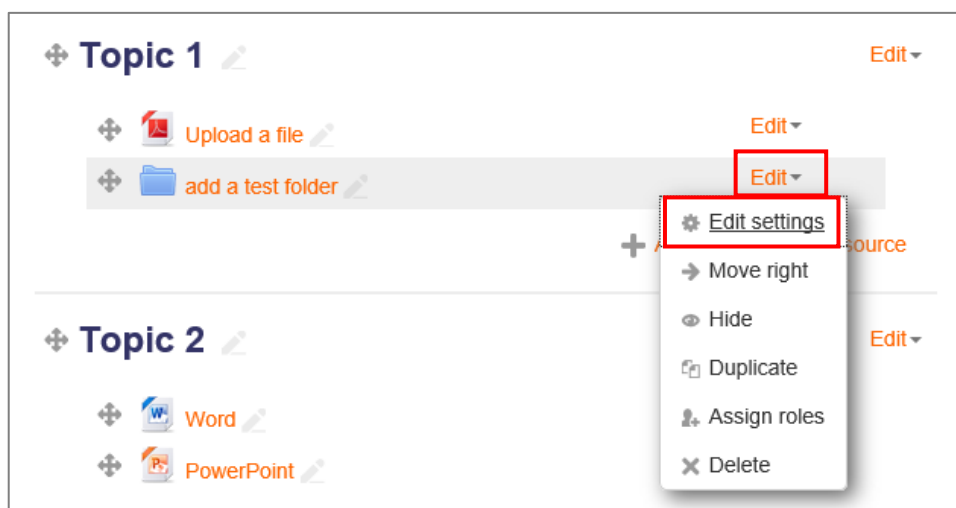 Topic 1 Edit
Upload a file Edit
add a test folder Edit
Edit settings
source
Move right
Topic 2 Edit
Hide
Duplicate
Word
Assign roles
PowerPoint
Delete